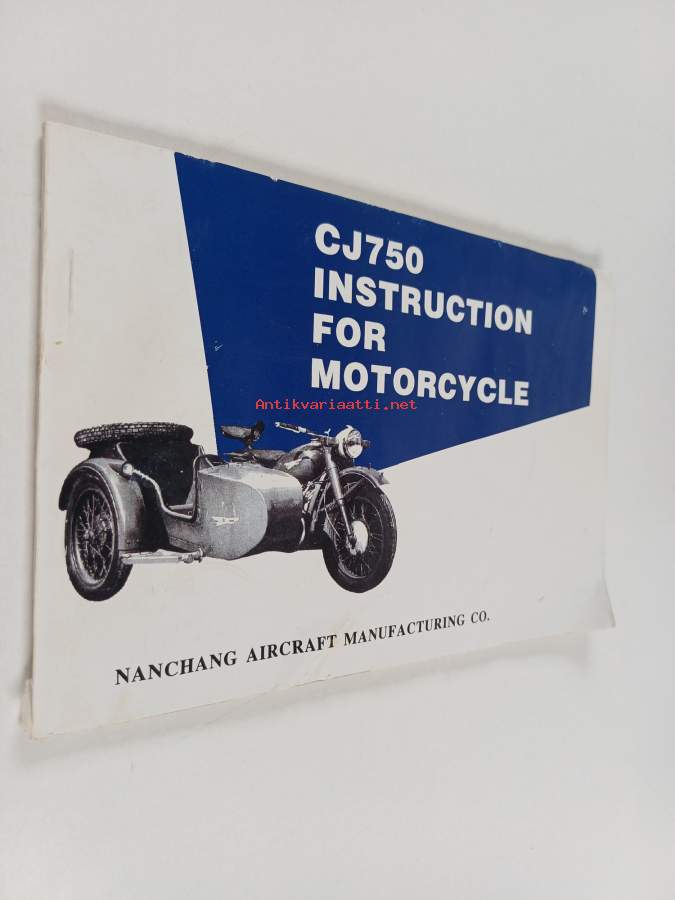 CJ750
INSTRUCTION
FOR
MOTORCYCLE
Antikvariaatti.net
NANCHANG AIRCRAFT MANUFACTURING CO.